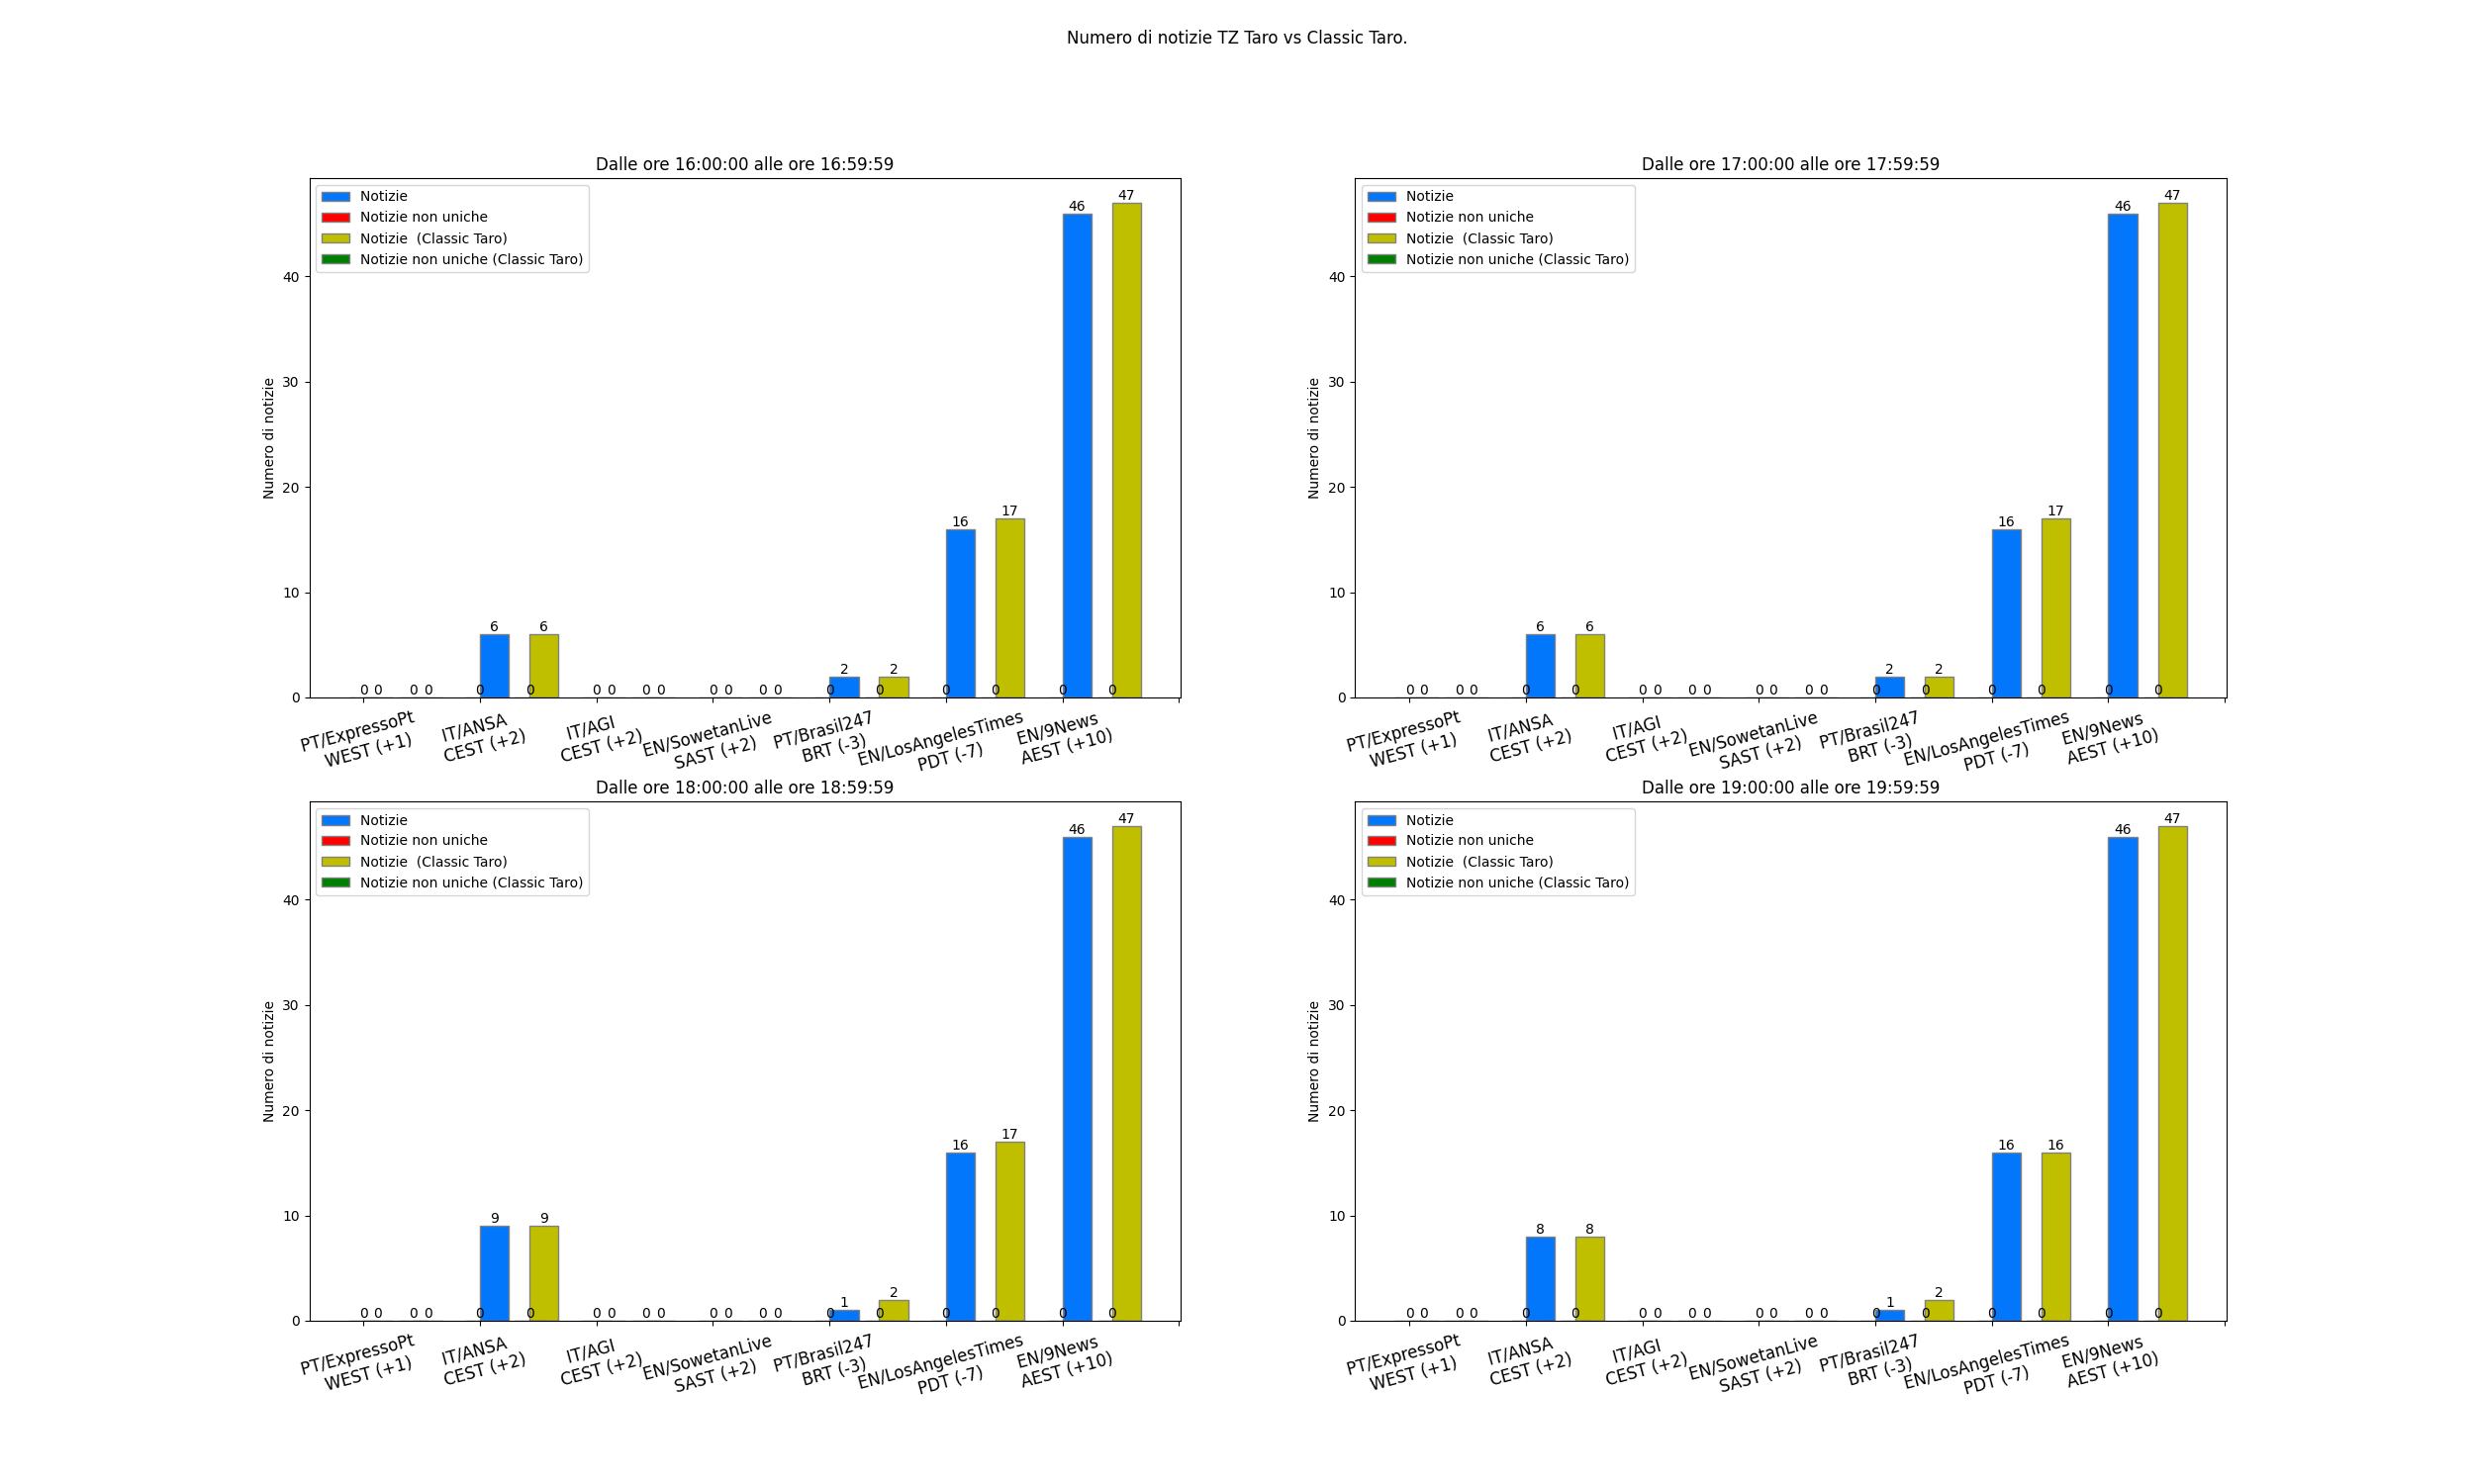 Numero di notizie TZ Taro vs Classic Taro.
Dalle ore 16:00:00 alle ore 16:59:59
Notizie
Notizie non uniche
Notizie  (Classic Taro)
Notizie non uniche (Classic Taro)
Numero di notizie
40
30
20
10
0
0 0 0 0 0 6 0 6 0 0 0 0 0 0 0 0 0 2 0 2 0 16 0 17 0 46 0 47
PT/ExpressoPt
WEST (+1)
IT/ANSA
CEST (+2)
IT/AGI
CEST (+2)
EN/SowetanLive
SAST (+2)
PT/Brasil247
BRT (-3)
EN/LosAngelesTimes
PDT (-7)
EN/9News
AEST (+10)
Dalle ore 17:00:00 alle ore 17:59:59
Notizie
Notizie non uniche
Notizie  (Classic Taro)
Notizie non uniche (Classic Taro)
Numero di notizie
40
30
20
10
0
0 0 0 0 0 6 0 6 0 0 0 0 0 0 0 0 0 2 0 2 0 16 0 17 0 46 0 47
PT/ExpressoPt
WEST (+1)
IT/ANSA
CEST (+2)
IT/AGI
CEST (+2)
EN/SowetanLive
SAST (+2)
PT/Brasil247
BRT (-3)
EN/LosAngelesTimes
PDT (-7)
EN/9News
AEST (+10)
Dalle ore 18:00:00 alle ore 18:59:59
Notizie
Notizie non uniche
Notizie  (Classic Taro)
Notizie non uniche (Classic Taro)
Numero di notizie
40
30
20
10
0
0 0 0 0 0 9 0 9 0 0 0 0 0 0 0 0 0 1 0 2 0 16 0 17 0 46 0 47
PT/ExpressoPt
WEST (+1)
IT/ANSA
CEST (+2)
IT/AGI
CEST (+2)
EN/SowetanLive
SAST (+2)
PT/Brasil247
BRT (-3)
EN/LosAngelesTimes
PDT (-7)
EN/9News
AEST (+10)
Dalle ore 19:00:00 alle ore 19:59:59
Notizie
Notizie non uniche
Notizie  (Classic Taro)
Notizie non uniche (Classic Taro)
Numero di notizie
40
30
20
10
0
0 0 0 0 0 8 0 8 0 0 0 0 0 0 0 0 0 1 0 2 0 16 0 16 0 46 0 47
PT/ExpressoPt
WEST (+1)
IT/ANSA
CEST (+2)
IT/AGI
CEST (+2)
EN/SowetanLive
SAST (+2)
PT/Brasil247
BRT (-3)
EN/LosAngelesTimes
PDT (-7)
EN/9News
AEST (+10)